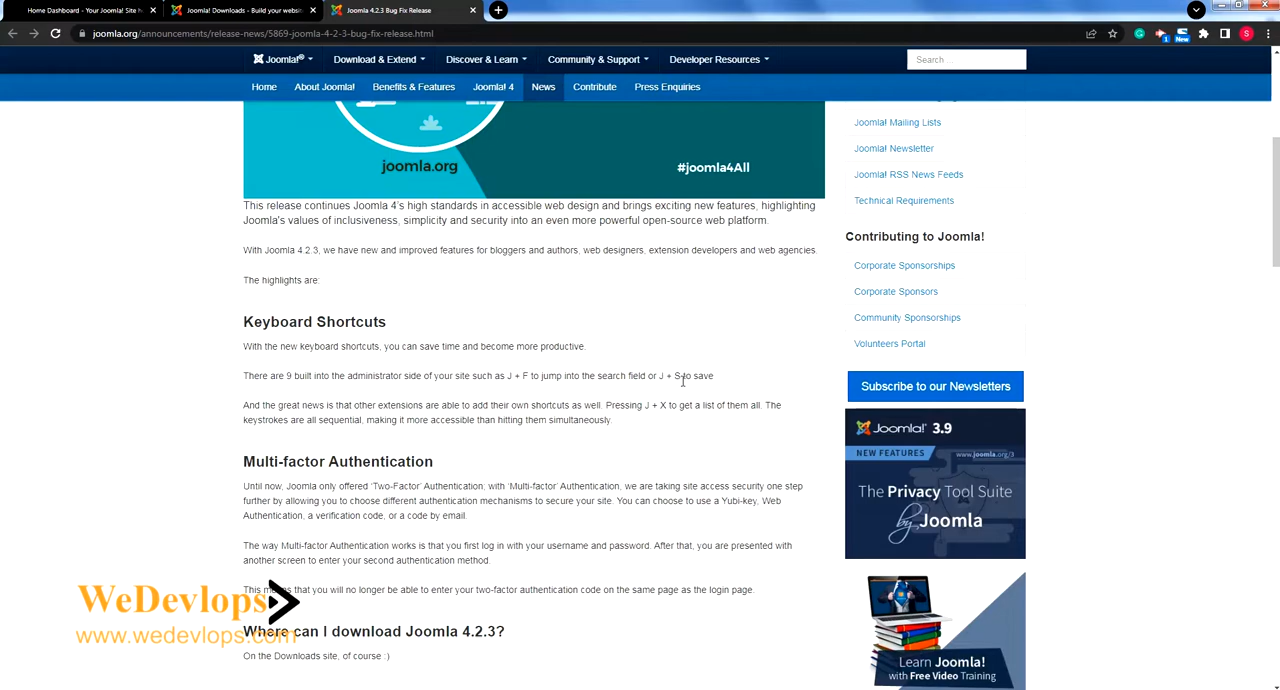 Home Dashboard - Your Joomla! Site
Joomla! Downloads - Build your websit
Joomla 4.2.3 Bug Fix Release
joomla.org/announcements/release-news/5869-joomla-4-2-3-bug-fix-release.html
1
New
S
Joomla!®
Download & Extend
Discover & Learn
Community & Support
Developer Resources
Search ...
Home
About Joomla!
Benefits & Features
Joomla! 4
News
Contribute
Press Enquiries
joomla.org
#joomla4All
This release continues Joomla 4's high standards in accessible web design and brings exciting new features, highlighting
Joomla's values of inclusiveness, simplicity and security into an even more powerful open-source web platform.
With Joomla 4.2.3, we have new and improved features for bloggers and authors, web designers, extension developers and web agencies.
The highlights are:
Keyboard Shortcuts
With the new keyboard shortcuts, you can save time and become more productive.
There are 9 built into the administrator side of your site such as J + F to jump into the search field or J + S to save
And the great news is that other extensions are able to add their own shortcuts as well. Pressing J + X to get a list of them all. The
keystrokes are all sequential, making it more accessible than hitting them simultaneously.
Multi-factor Authentication
Until now, Joomla only offered 'Two-Factor' Authentication; with 'Multi-factor' Authentication, we are taking site access security one step
further by allowing you to choose different authentication mechanisms to secure your site. You can choose to use a Yubi-key, Web
Authentication, a verification code, or a code by email.
The way Multi-factor Authentication works is that you first log in with your username and password. After that, you are presented with
another screen to enter your second authentication method.
This means that you will no longer be able to enter your two-factor authentication code on the same page as the login page.
Where can I download Joomla 4.2.3?
On the Downloads site, of course :)
WeDevlops
www.wedevlops.com
Joomla! Mailing Lists
Joomla! Newsletter
Joomla! RSS News Feeds
Technical Requirements
Contributing to Joomla!
Corporate Sponsorships
Corporate Sponsors
Community Sponsorships
Volunteers Portal
Subscribe to our Newsletters
Joomla! 3.9
NEW FEATURES
www.joomla.org/3
The Privacy Tool Suite
by Joomla
Learn Joomla!
with Free Video Training